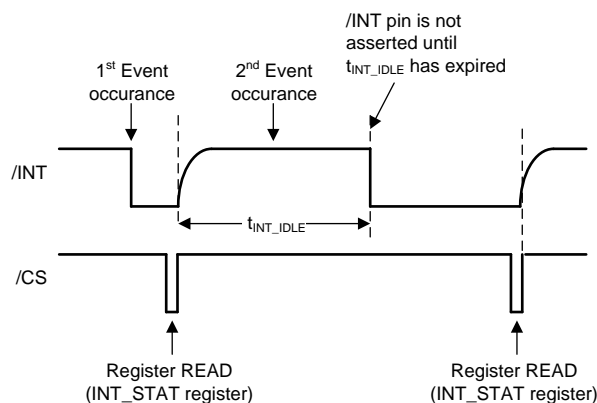 /INT pin is not
asserted until
tINT_IDLE has expired
1st Event
occurance
2nd Event
occurance
/INT
tINT_IDLE
/CS
Register READ
(INT_STAT register)
Register READ
(INT_STAT register)